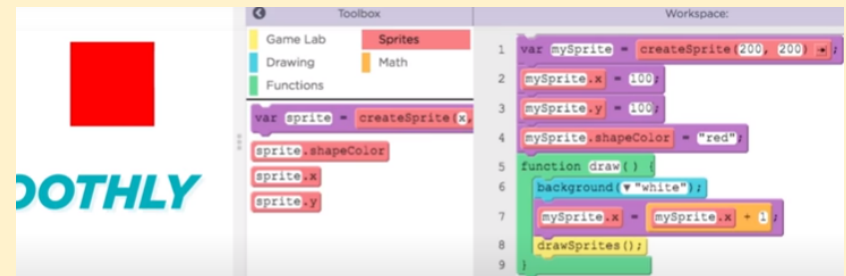 Toolbox
Workspace:
Game Lab
Sprites
Drawing
Math
Functions
var sprite = createSprite(x,
sprite.shapeColor
sprite.x
sprite.y
OOTHLY
1 var mySprite = createSprite(200, 200);
2 mySprite.x = 100;
3 mySprite.y = 100;
4 mySprite.shapeColor = "red";
5 function draw() {
6 background(▼ "white");
7 mySprite.x = mySprite.x + 1;
8 drawSprites();
9 }